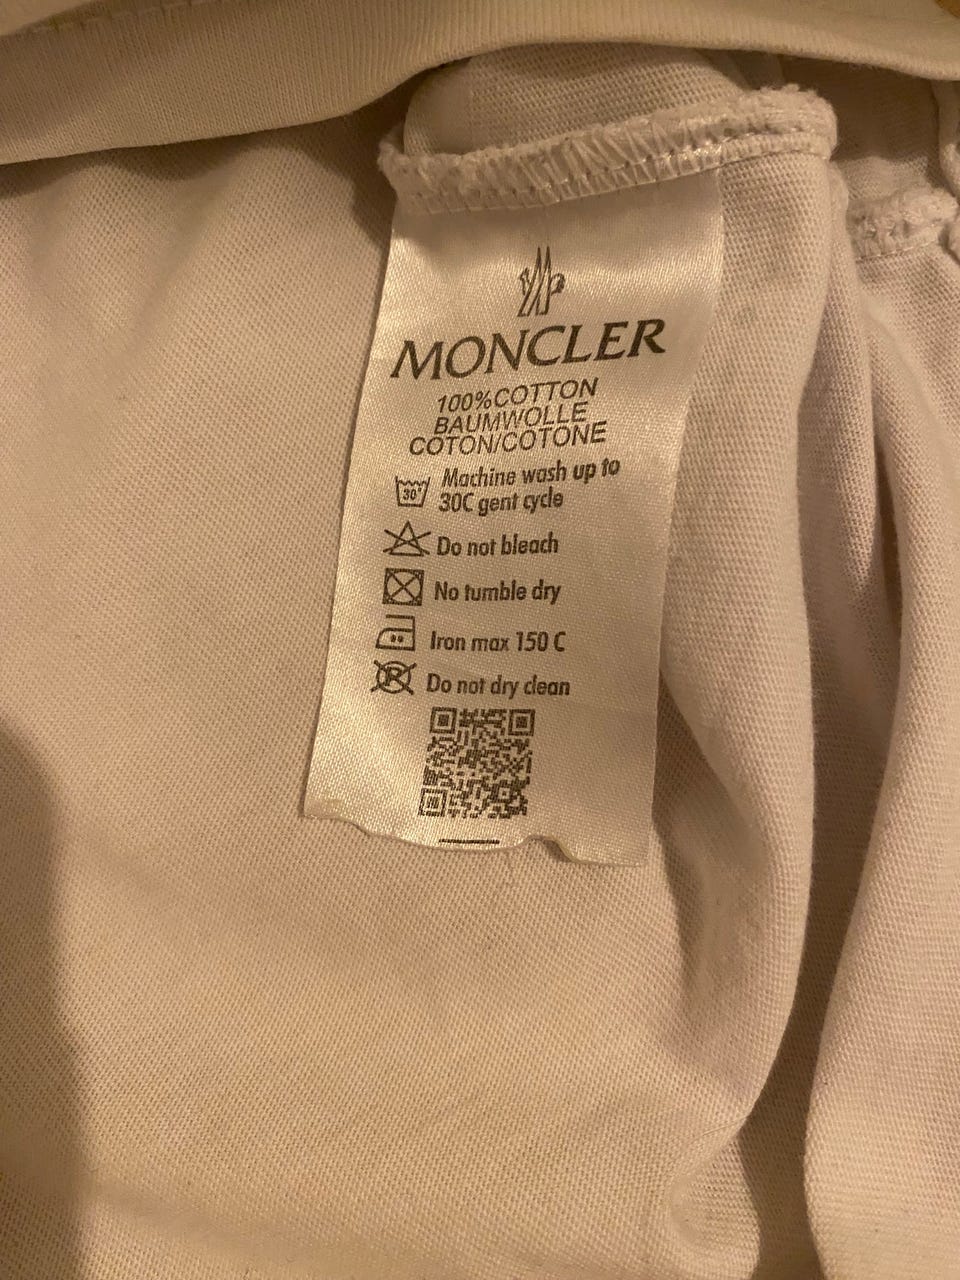 MONCLER
100%COTTON
BAUMWOLLE
COTON/COTONE
30° Machine wash up to
30C gent cycle
Do not bleach
No tumble dry
Iron max 150 C
P Do not dry clean